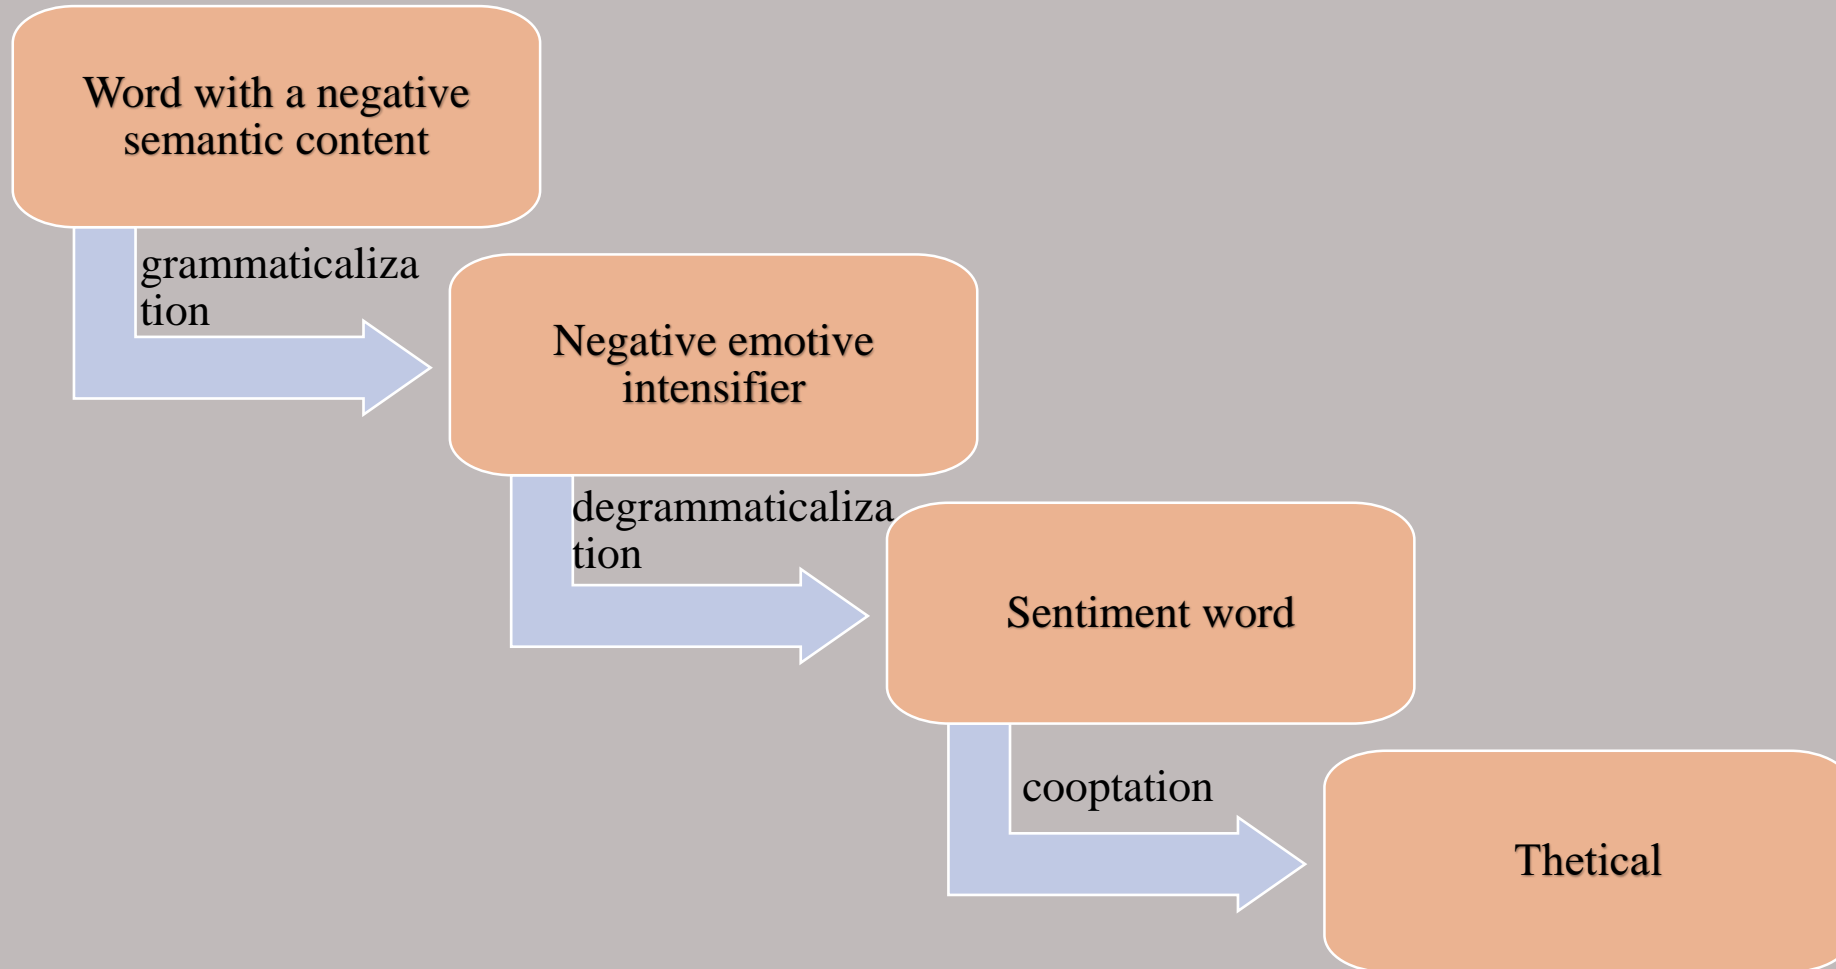 Word with a negative
semantic content
grammaticaliza
tion
Negative emotive
intensifier
degrammaticaliza
tion
Sentiment word
cooptation
Thetical